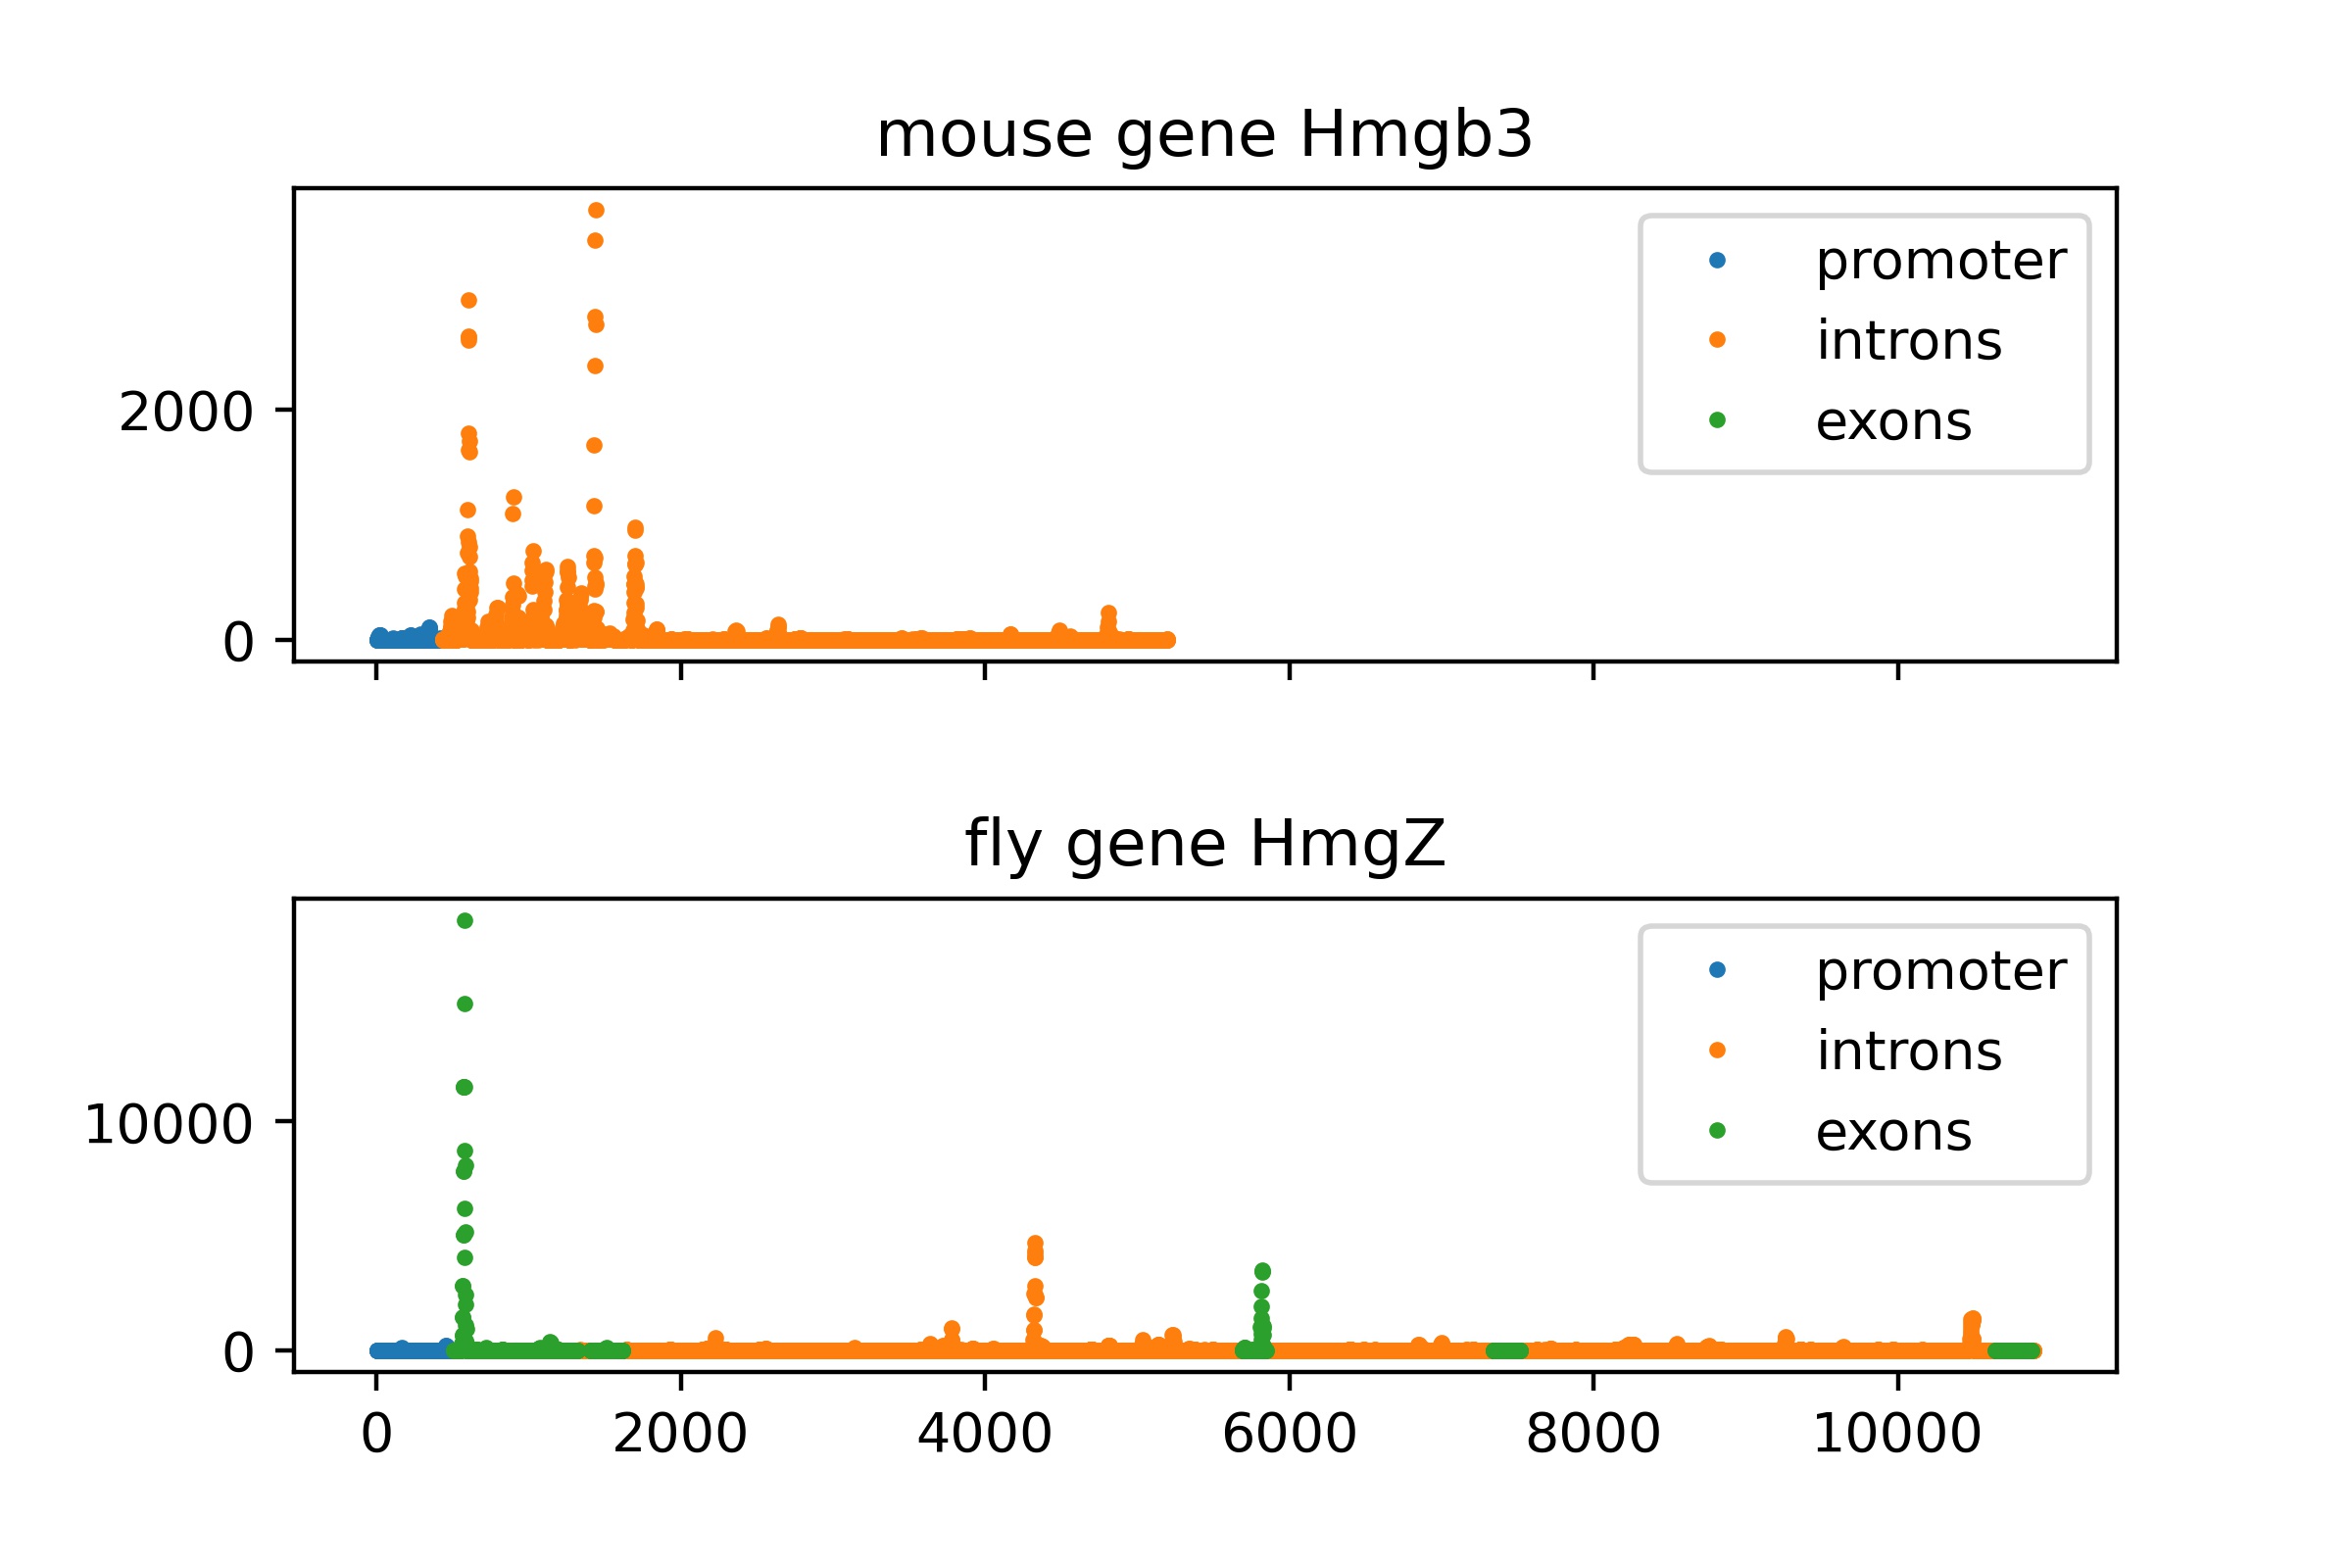 mouse gene Hmgb3
promoter
introns
exons
2000
0
fly gene HmgZ
promoter
introns
exons
10000
0
0 2000 4000 6000 8000 10000